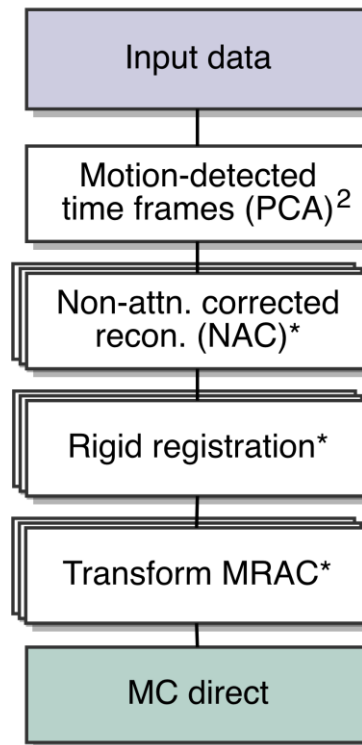 Input data
Motion-detected
time frames (PCA)²
Non-attn. corrected
recon. (NAC)*
Rigid registration*
Transform MRAC*
MC direct